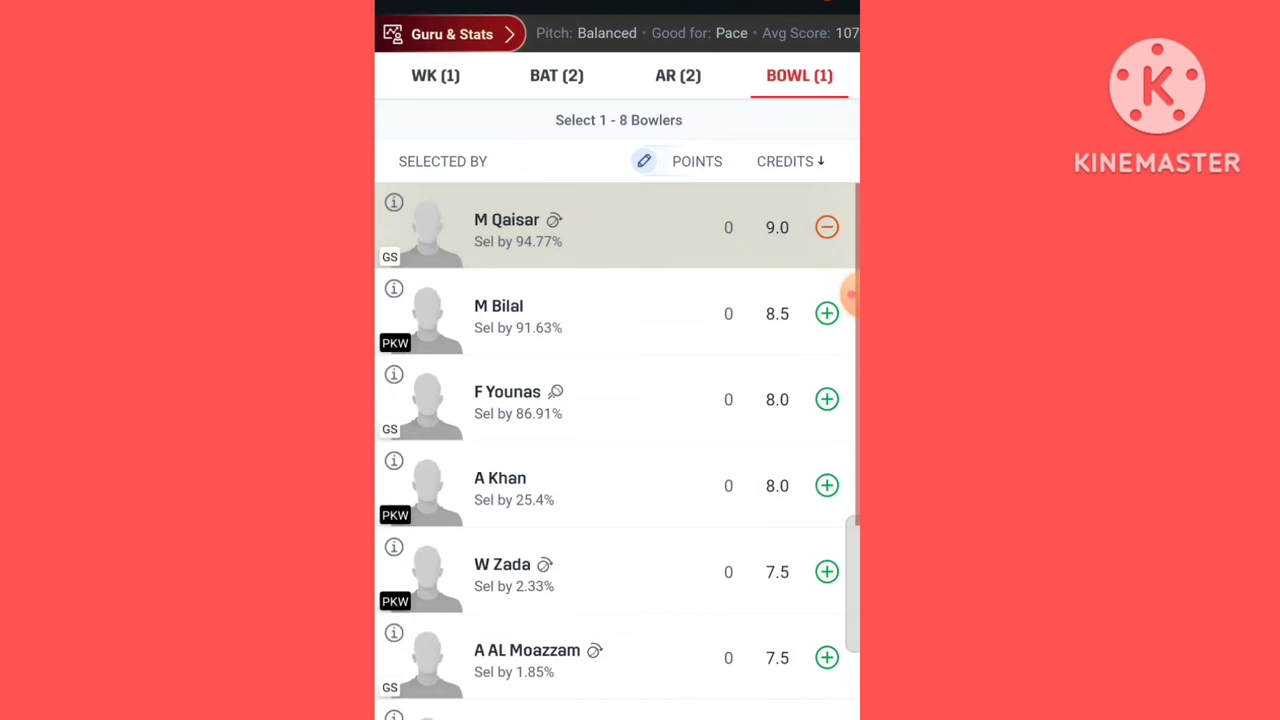 Guru & Stats
Pitch: Balanced • Good for: Pace • Avg Score: 107
WK (1) BAT (2) AR (2) BOWL (1)
Select 1 - 8 Bowlers
SELECTED BY POINTS CREDITS↓
M Qaisar
Sel by 94.77%
0 9.0
GS
M Bilal
Sel by 91.63%
0 8.5
PKW
F Younas
Sel by 86.91%
0 8.0
GS
A Khan
Sel by 25.4%
0 8.0
PKW
W Zada
Sel by 2.33%
0 7.5
PKW
A AL Moazzam
Sel by 1.85%
0 7.5
GS
K
KINEMASTER